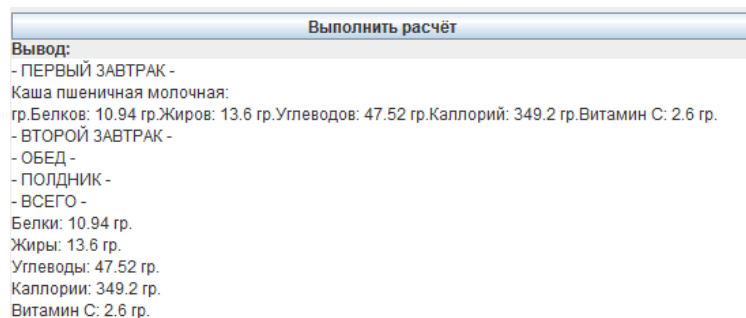 Выполнить расчёт
Вывод:
- ПЕРВЫЙ ЗАВТРАК -
Каша пшеничная молочная:
гр.Белков: 10.94 гр.Жиров: 13.6 гр.Углеводов: 47.52 гр.Каллорий: 349.2 гр.Витамин С: 2.6 гр.
- ВТОРОЙ ЗАВТРАК -
- ОБЕД -
- ПОЛДНИК -
- ВСЕГО -
Белки: 10.94 гр.
Жиры: 13.6 гр.
Углеводы: 47.52 гр.
Каллории: 349.2 гр.
Витамин С: 2.6 гр.